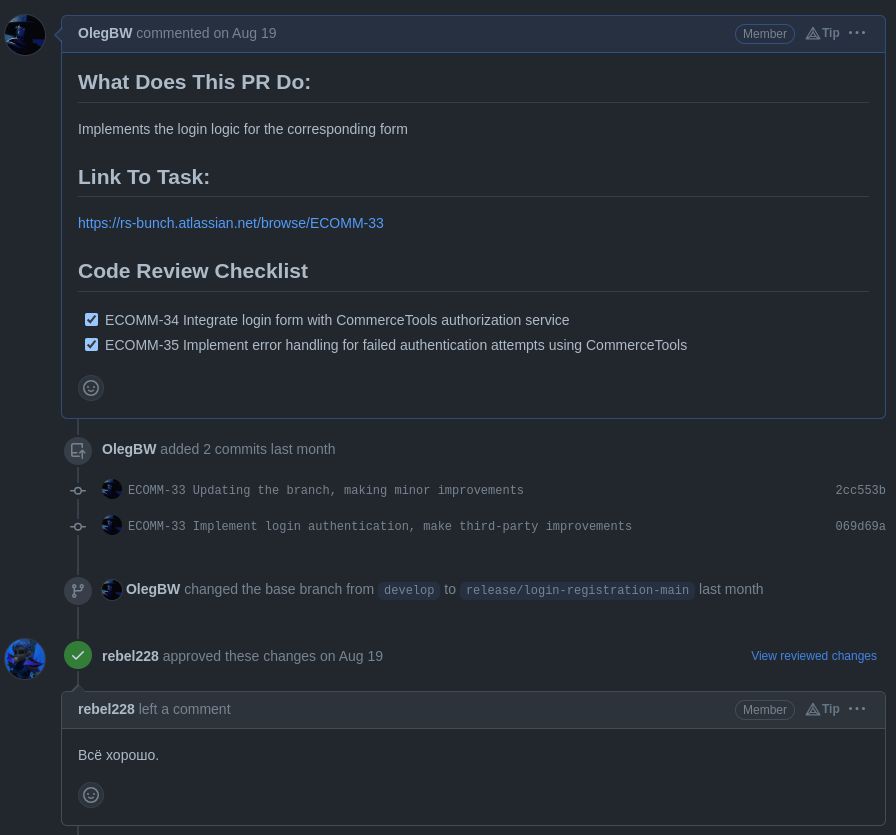 OlegBW commented on Aug 19 Member Tip ...
What Does This PR Do:
Implements the login logic for the corresponding form
Link To Task:
https://rs-bunch.atlassian.net/browse/ECOMM-33
Code Review Checklist
ECOMM-34 Integrate login form with CommerceTools authorization service
ECOMM-35 Implement error handling for failed authentication attempts using CommerceTools
OlegBW added 2 commits last month
ECOMM-33 Updating the branch, making minor improvements 2cc553b
ECOMM-33 Implement login authentication, make third-party improvements 069d69a
OlegBW changed the base branch from develop to release/login-registration-main last month
rebel228 approved these changes on Aug 19 View reviewed changes
rebel228 left a comment Member Tip ...
Всё хорошо.